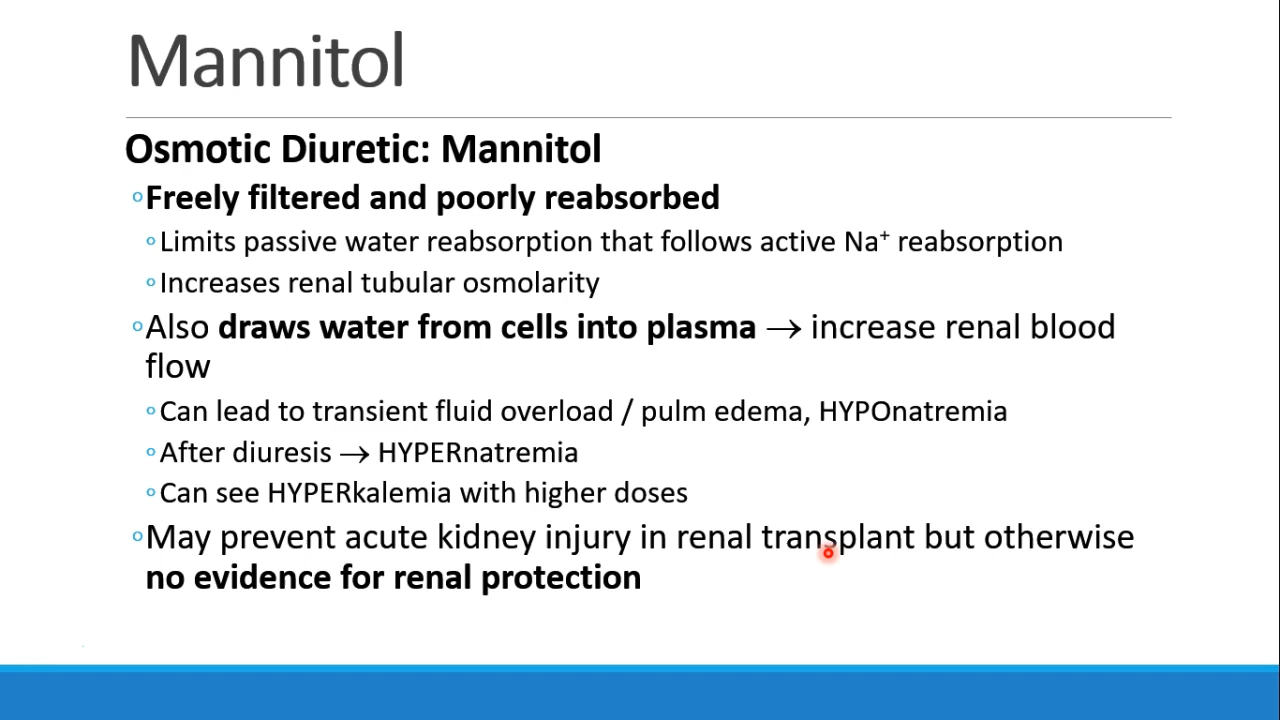 Mannitol
Osmotic Diuretic: Mannitol
◦Freely filtered and poorly reabsorbed
◦Limits passive water reabsorption that follows active Na⁺ reabsorption
◦Increases renal tubular osmolarity
◦Also draws water from cells into plasma → increase renal blood
flow
◦Can lead to transient fluid overload / pulm edema, HYPOnatremia
◦After diuresis → HYPERnatremia
◦Can see HYPERkalemia with higher doses
◦May prevent acute kidney injury in renal transplant but otherwise
no evidence for renal protection